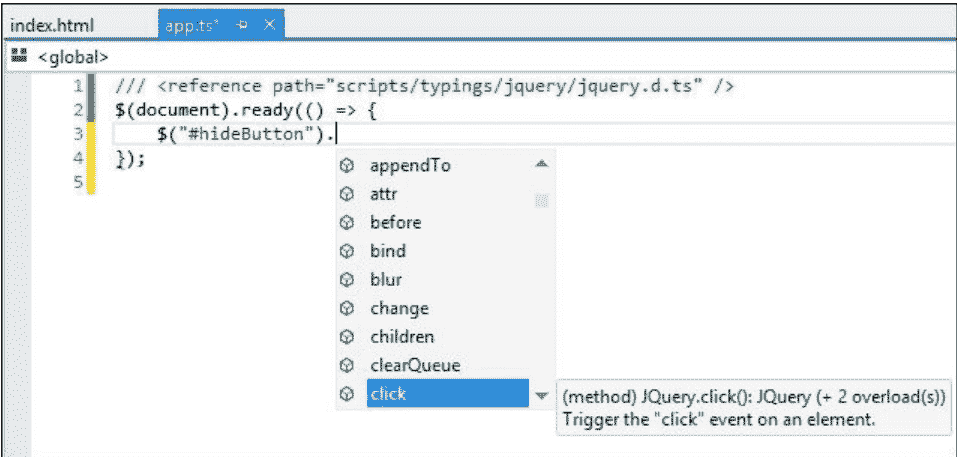 index.html app.ts*
<global>
1 /// <reference path="scripts/typings/jquery/jquery.d.ts" />
2 $(document).ready(() => {
3 $("#hideButton").
4 });
5
appendTo
attr
before
bind
blur
change
children
clearQueue
click
(method) JQuery.click(): JQuery (+ 2 overload(s))
Trigger the "click" event on an element.